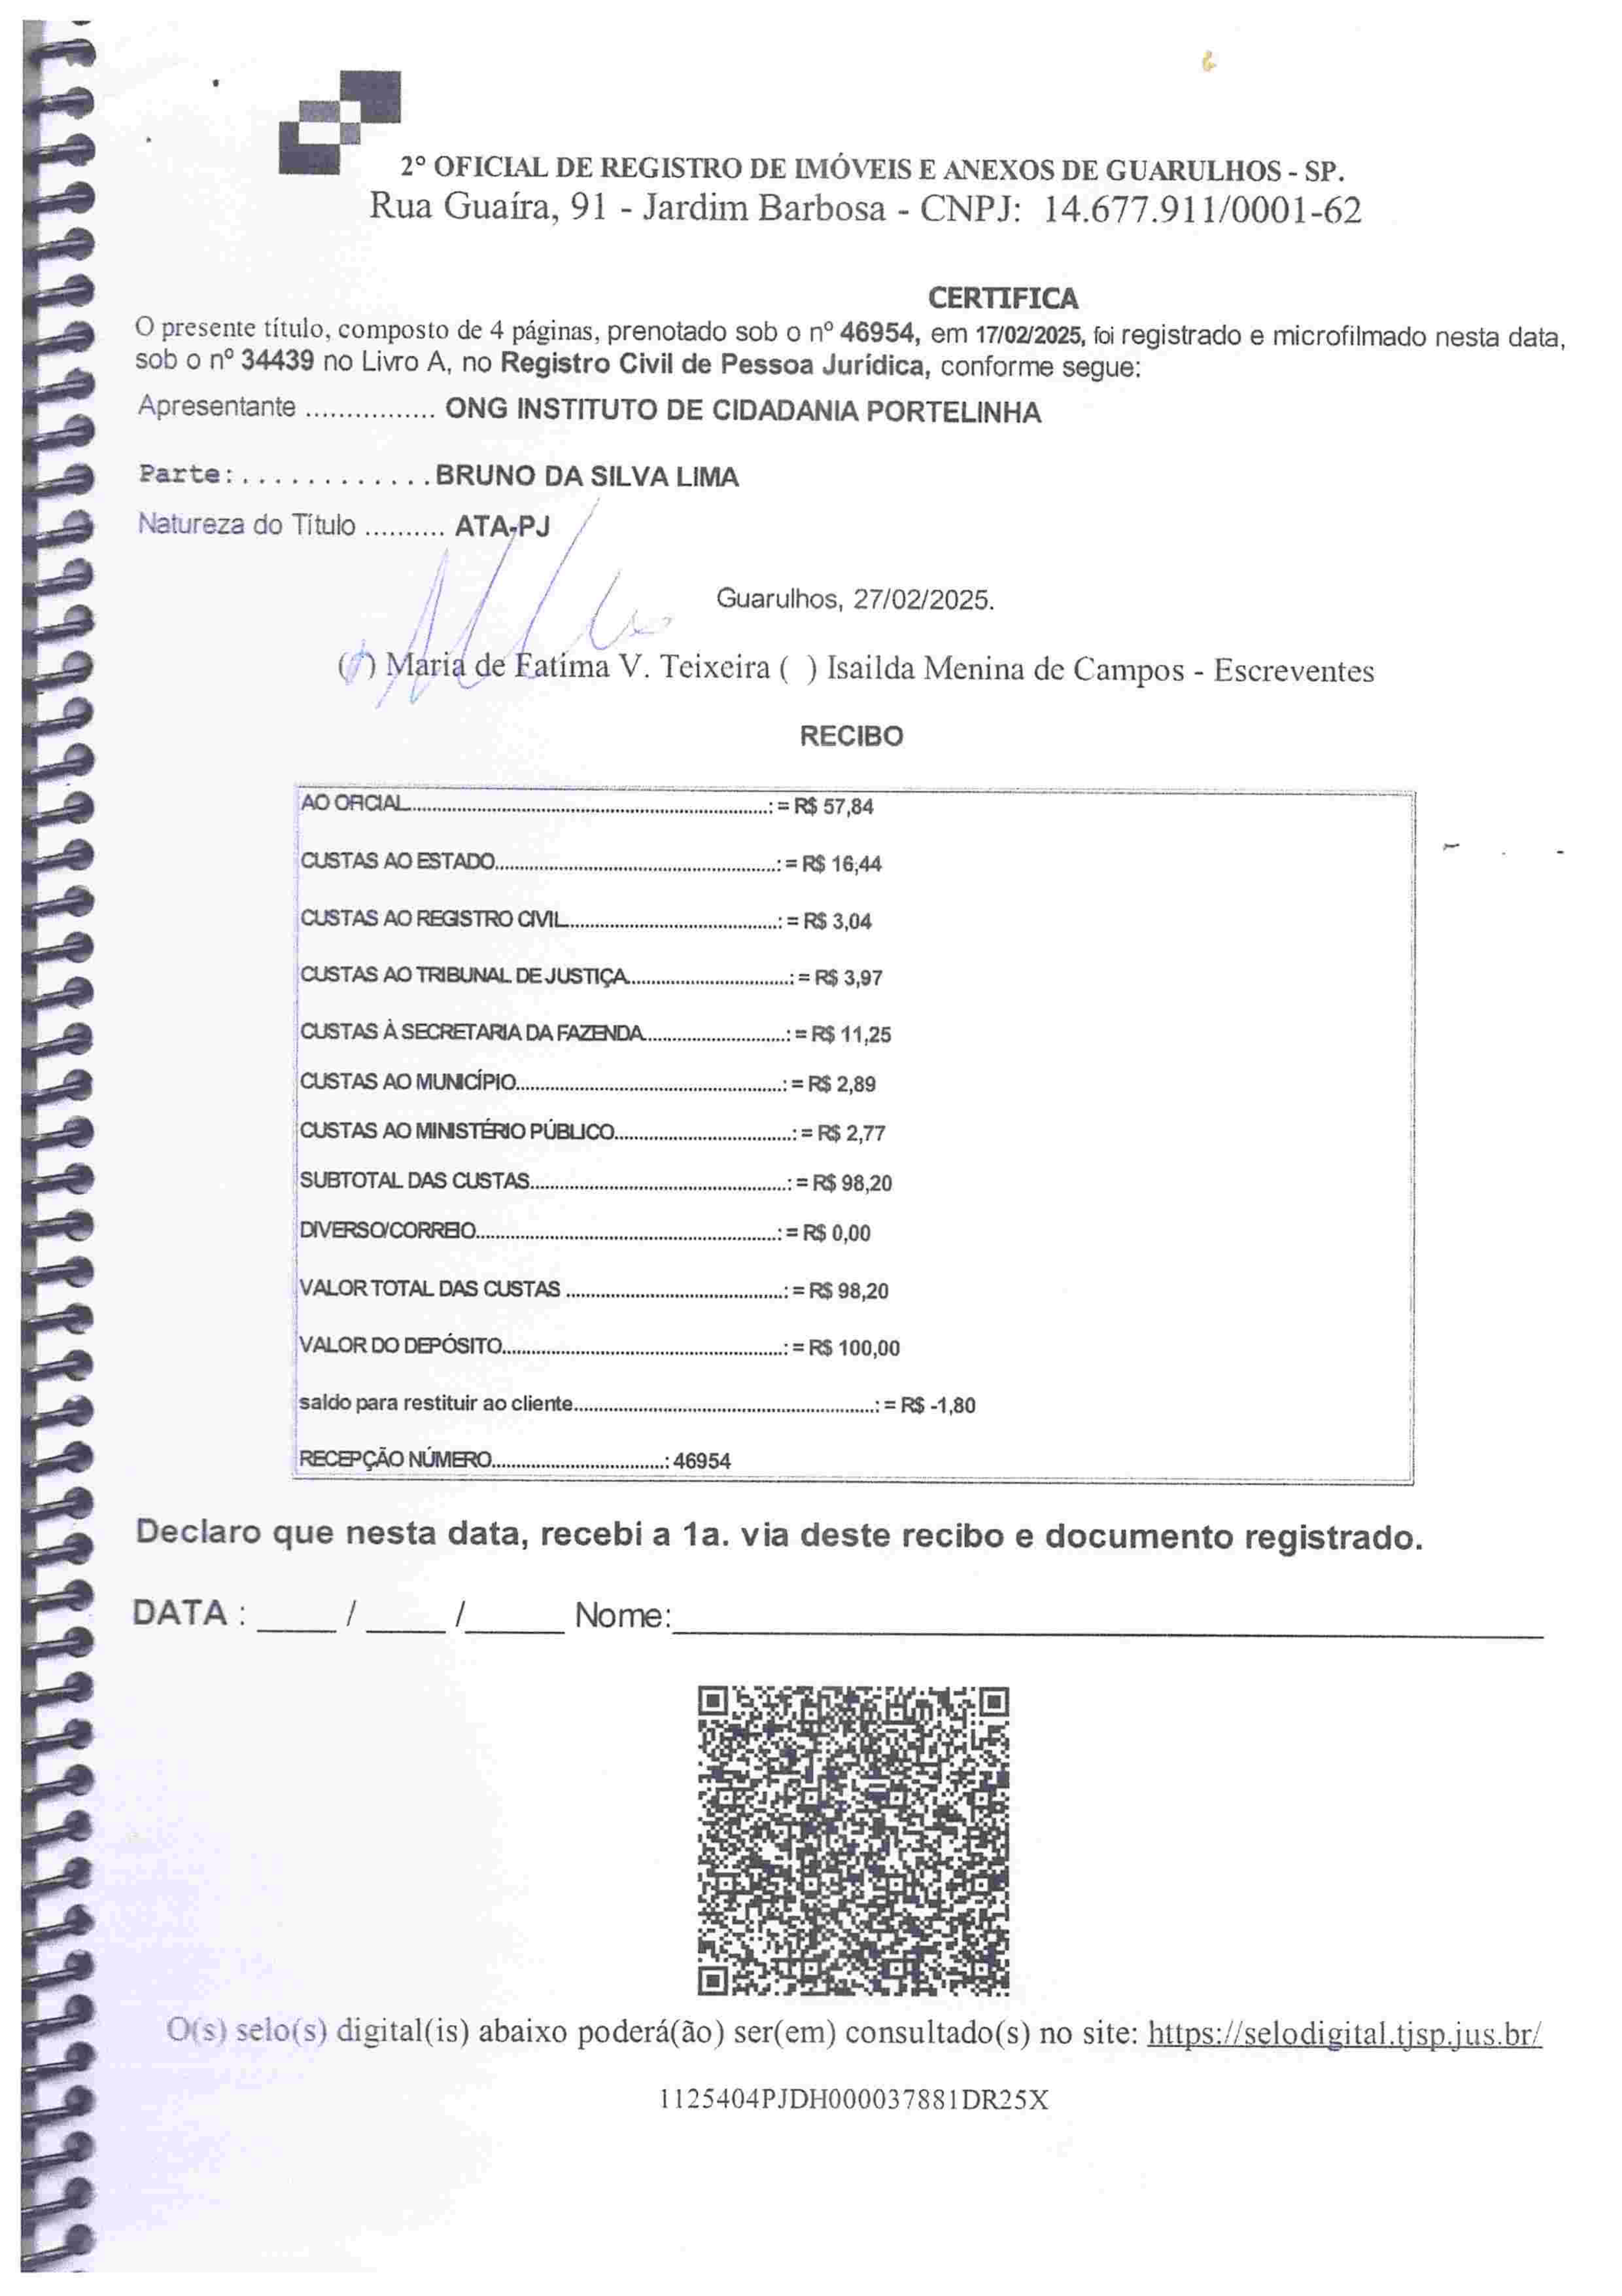 2º OFICIAL DE REGISTRO DE IMÓVEIS E ANEXOS DE GUARULHOS - SP.
Rua Guaíra, 91 - Jardim Barbosa - CNPJ: 14.677.911/0001-62
CERTIFICA
O presente título, composto de 4 páginas, prenotado sob o nº 46954, em 17/02/2025, foi registrado e microfilmado nesta data,
sob o nº 34439 no Livro A, no Registro Civil de Pessoa Jurídica, conforme segue:
Apresentante ................ ONG INSTITUTO DE CIDADANIA PORTELINHA
Parte:............BRUNO DA SILVA LIMA
Natureza do Título .......... ATA-PJ
Guarulhos, 27/02/2025.
( ) Maria de Fatima V. Teixeira ( ) Isailda Menina de Campos - Escreventes
RECIBO
AO OFICIAL......................................................: = R$ 57,84
CUSTAS AO ESTADO......................................................: = R$ 16,44
CUSTAS AO REGISTRO CIVIL..........................................: = R$ 3,04
CUSTAS AO TRIBUNAL DE JUSTIÇA................................: = R$ 3,97
CUSTAS À SECRETARIA DA FAZENDA............................: = R$ 11,25
CUSTAS AO MUNICÍPIO....................................................: = R$ 2,89
CUSTAS AO MINISTÉRIO PÚBLICO...................................: = R$ 2,77
SUBTOTAL DAS CUSTAS..................................................: = R$ 98,20
DIVERSO/CORREIO..........................................................: = R$ 0,00
VALOR TOTAL DAS CUSTAS ..........................................: = R$ 98,20
VALOR DO DEPÓSITO......................................................: = R$ 100,00
saldo para restituir ao cliente..........................................................: = R$ -1,80
RECEPÇÃO NÚMERO..................................: 46954
Declaro que nesta data, recebi a 1a. via deste recibo e documento registrado.
DATA : ____ / ____ /_____ Nome:____________________
O(s) selo(s) digital(is) abaixo poderá(ão) ser(em) consultado(s) no site: https://selodigital.tjsp.jus.br/
1125404PJDH000037881DR25X